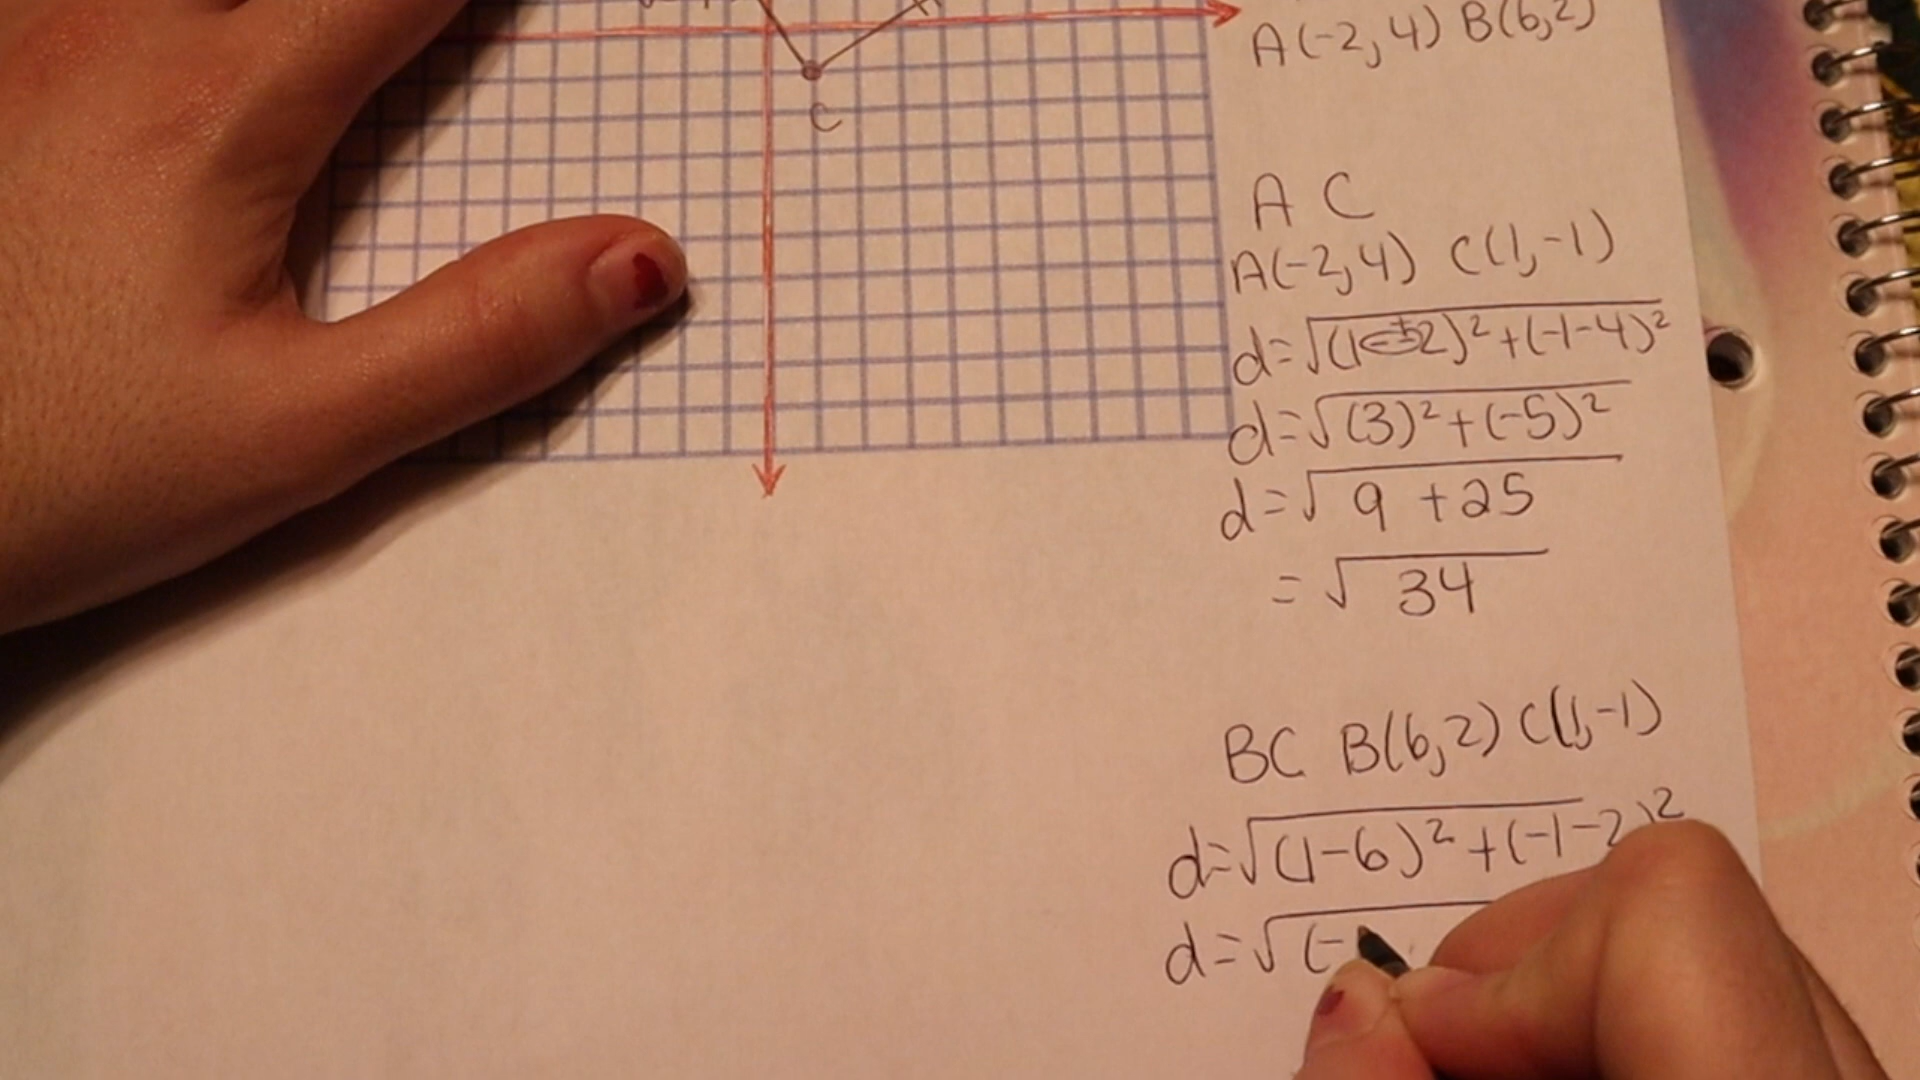 A(-2,4) B(6,2)
C
A C
A(-2,4) C(1,-1)
d=√(1-+2)²+(-1-4)²
d=√(3)²+(-5)²
d=√9 +25
=√34
BC B(6,2) C(1,-1)
d=√(1-6)²+(-1-2)²
d=√(-